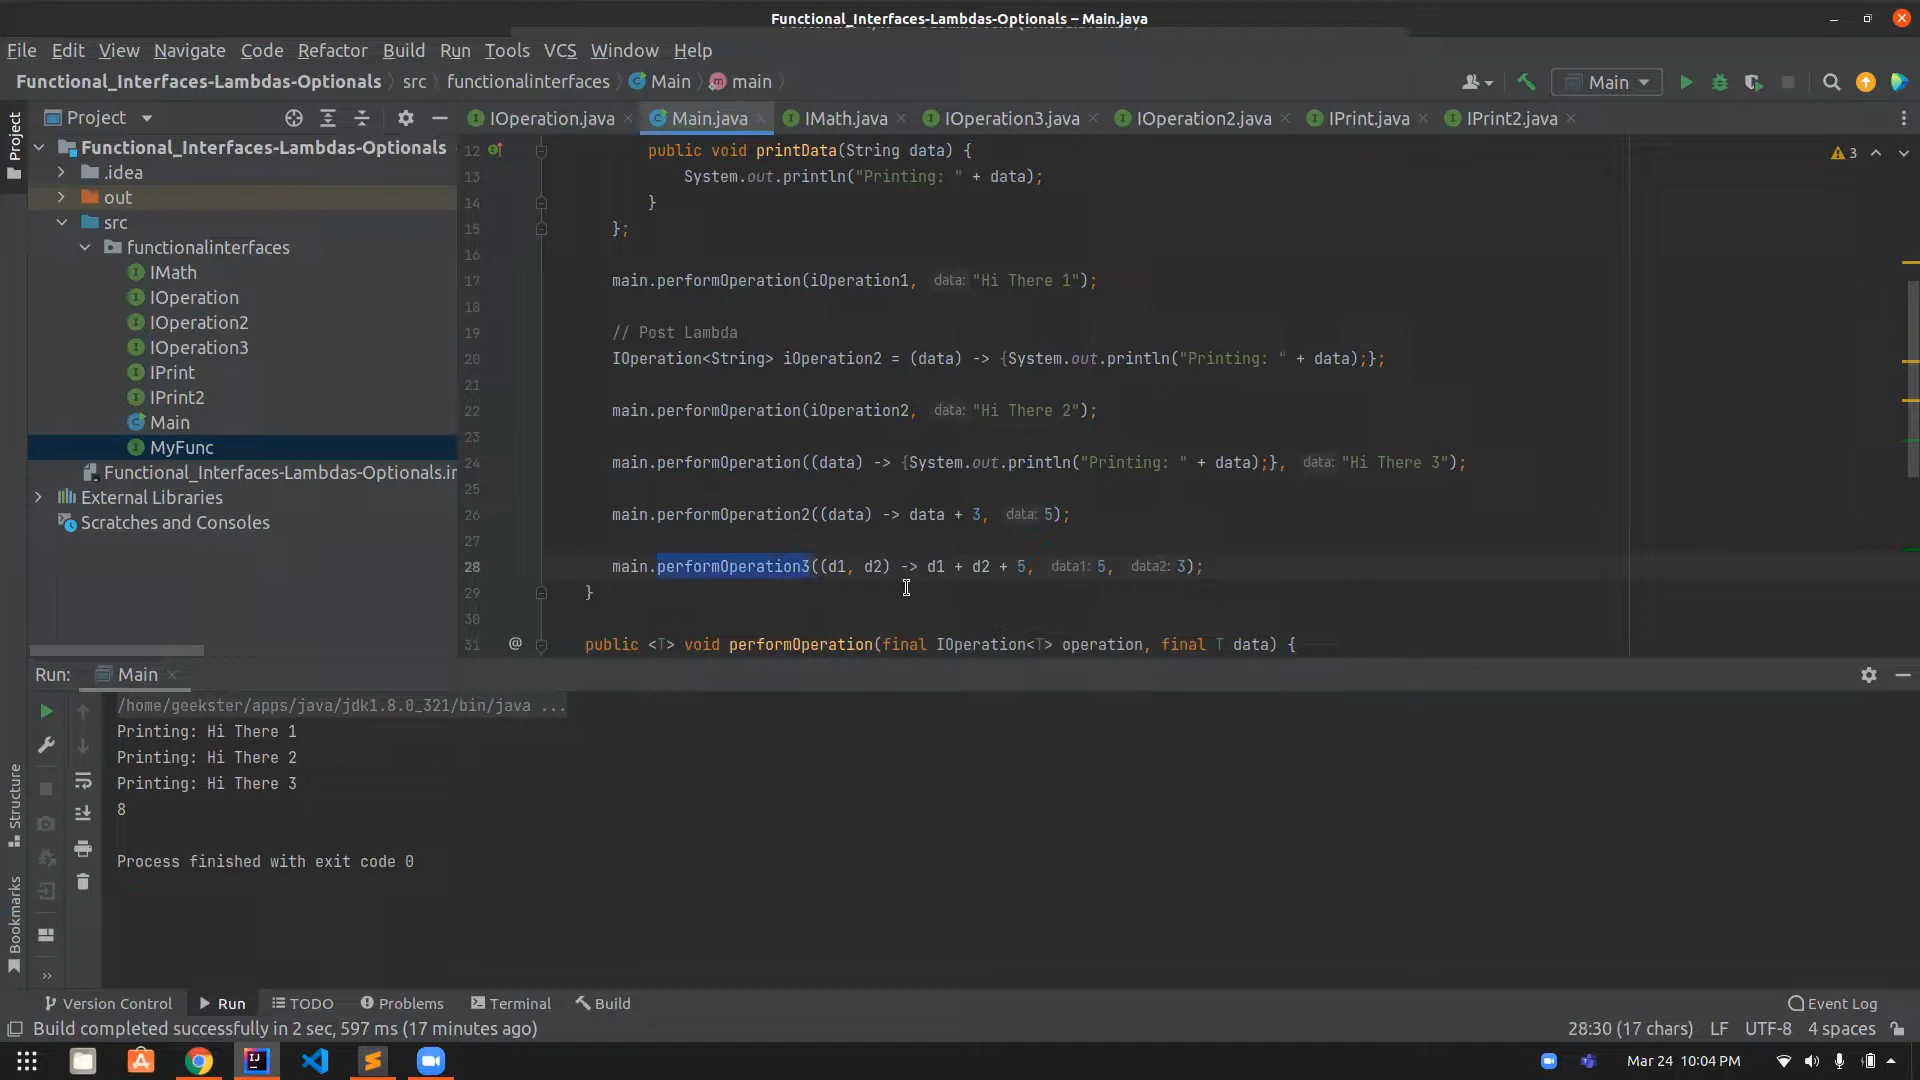 Functional_Interfaces-Lambdas-Optionals – Main.java
File Edit View Navigate Code Refactor Build Run Tools VCS Window Help
Functional_Interfaces-Lambdas-Optionals src functionalinterfaces Main main
Main
Project
IOperation.java Main.java IMath.java IOperation3.java IOperation2.java IPrint.java IPrint2.java
Project
Functional_Interfaces-Lambdas-Optionals
.idea
out
src
functionalinterfaces
IMath
IOperation
IOperation2
IOperation3
IPrint
IPrint2
Main
MyFunc
Functional_Interfaces-Lambdas-Optionals.ir
External Libraries
Scratches and Consoles
3
12 public void printData(String data) {
13 System.out.println("Printing: " + data);
14 }
15 };
16
17 main.performOperation(iOperation1, data: "Hi There 1");
18
19 // Post Lambda
20 IOperation<String> iOperation2 = (data) -> {System.out.println("Printing: " + data);};
21
22 main.performOperation(iOperation2, data: "Hi There 2");
23
24 main.performOperation((data) -> {System.out.println("Printing: " + data);}, data: "Hi There 3");
25
26 main.performOperation2((data) -> data + 3, data: 5);
27
28 main.performOperation3((d1, d2) -> d1 + d2 + 5, data1: 5, data2: 3);
29 }
30
31 @ public <T> void performOperation(final IOperation<T> operation, final T data) {
Run: Main
/home/geekster/apps/java/jdk1.8.0_321/bin/java ...
Printing: Hi There 1
Printing: Hi There 2
Printing: Hi There 3
8
Process finished with exit code 0
Structure
Bookmarks
Version Control Run TODO Problems Terminal Build Event Log
Build completed successfully in 2 sec, 597 ms (17 minutes ago)
28:30 (17 chars) LF UTF-8 4 spaces
Mar 24 10:04 PM